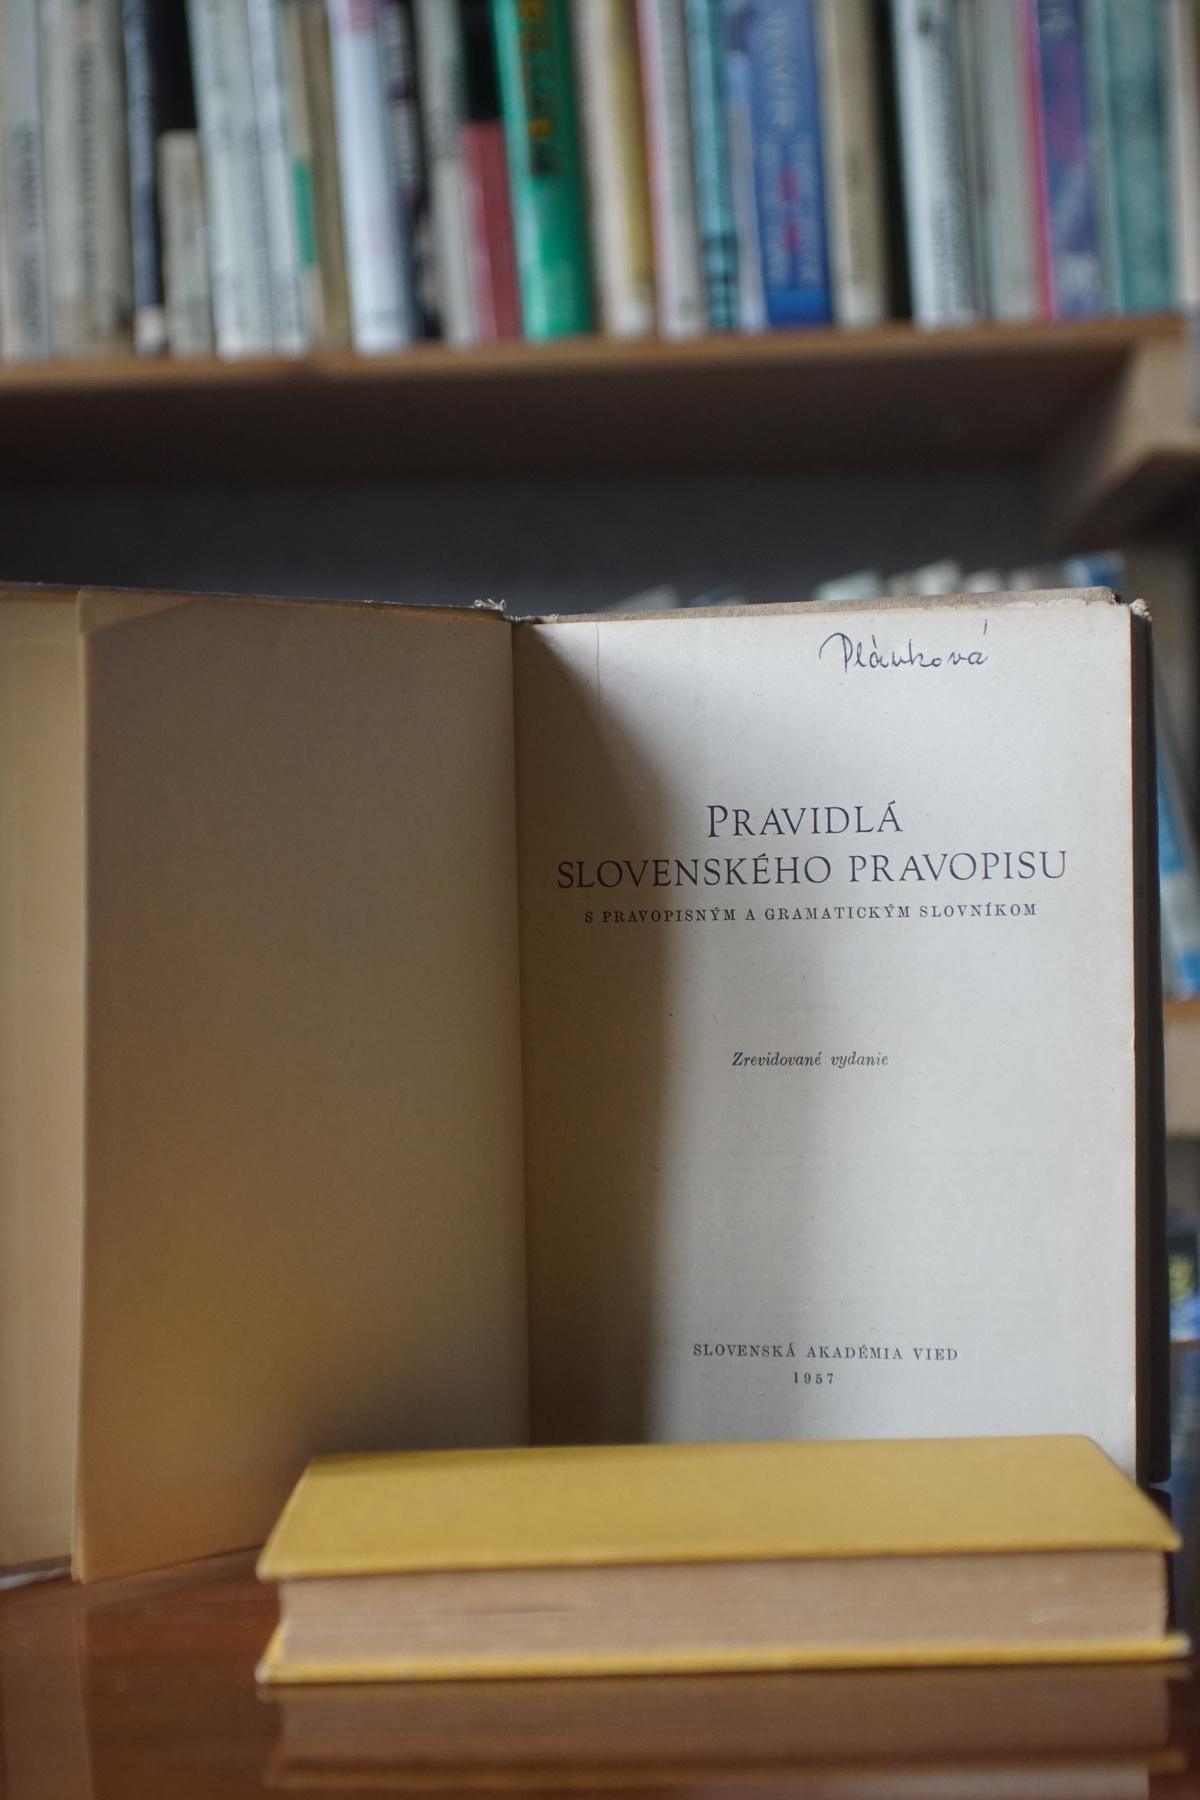 Plánková
PRAVIDLÁ
SLOVENSKÉHO PRAVOPISU
S PRAVOPISNÝM A GRAMATICKÝM SLOVNÍKOM
Zrevidované vydanie
SLOVENSKÁ AKADÉMIA VIED
1957